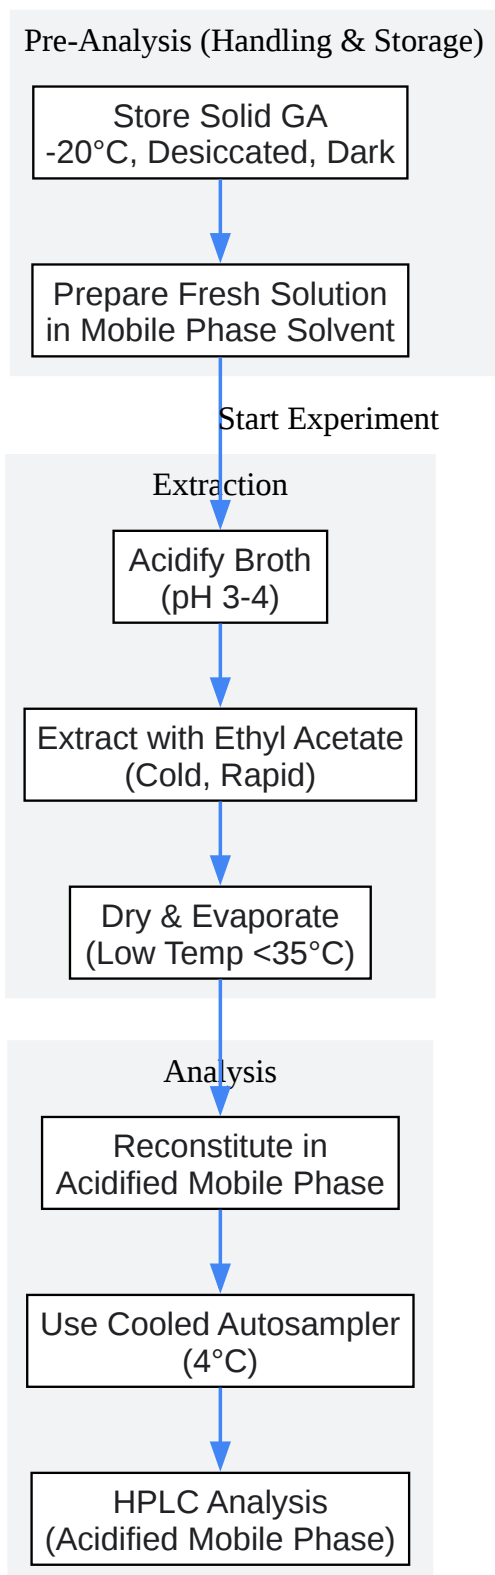 Pre-Analysis (Handling & Storage)
Store Solid GA
-20°C, Desiccated, Dark
Prepare Fresh Solution
in Mobile Phase Solvent
Start Experiment
Extraction
Acidify Broth
(pH 3-4)
Extract with Ethyl Acetate
(Cold, Rapid)
Dry & Evaporate
(Low Temp <35°C)
Analysis
Reconstitute in
Acidified Mobile Phase
Use Cooled Autosampler
(4°C)
HPLC Analysis
(Acidified Mobile Phase)